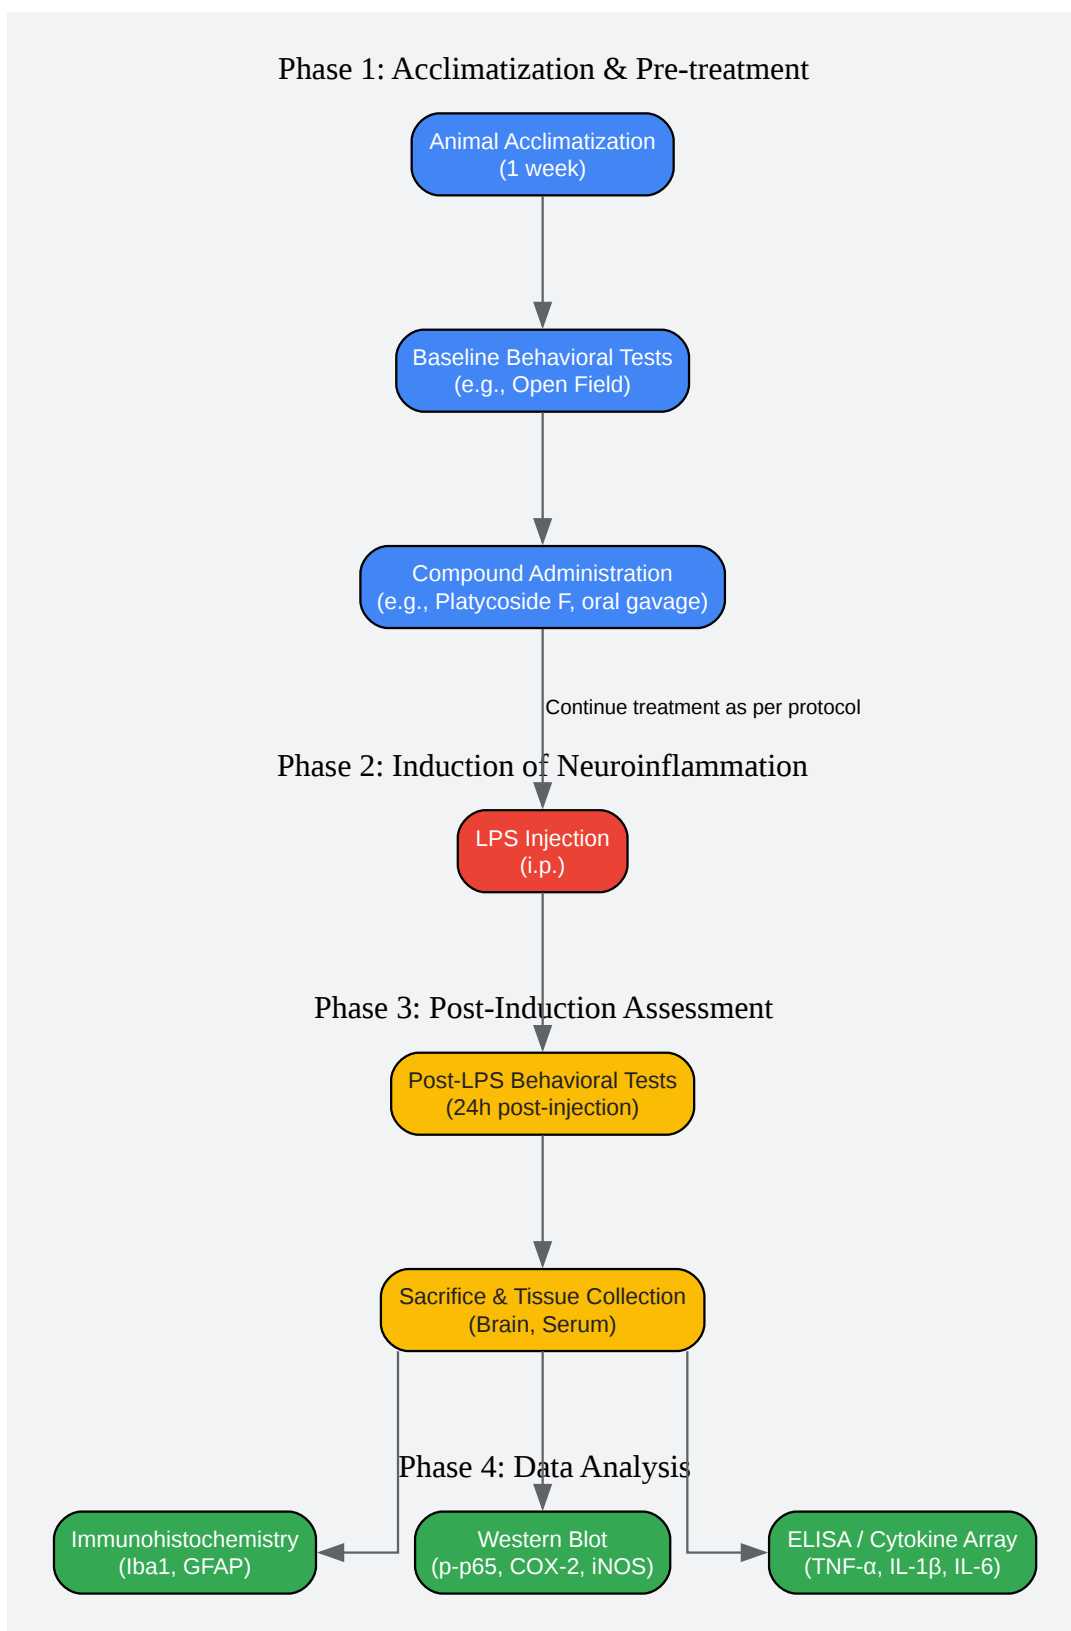 Phase 1: Acclimatization & Pre-treatment
Animal Acclimatization
(1 week)
Baseline Behavioral Tests
(e.g., Open Field)
Compound Administration
(e.g., Platycoside F, oral gavage)
Continue treatment as per protocol
Phase 2: Induction of Neuroinflammation
LPS Injection
(i.p.)
Phase 3: Post-Induction Assessment
Post-LPS Behavioral Tests
(24h post-injection)
Sacrifice & Tissue Collection
(Brain, Serum)
Phase 4: Data Analysis
Immunohistochemistry
(Iba1, GFAP)
Western Blot
(p-p65, COX-2, iNOS)
ELISA / Cytokine Array
(TNF-α, IL-1β, IL-6)